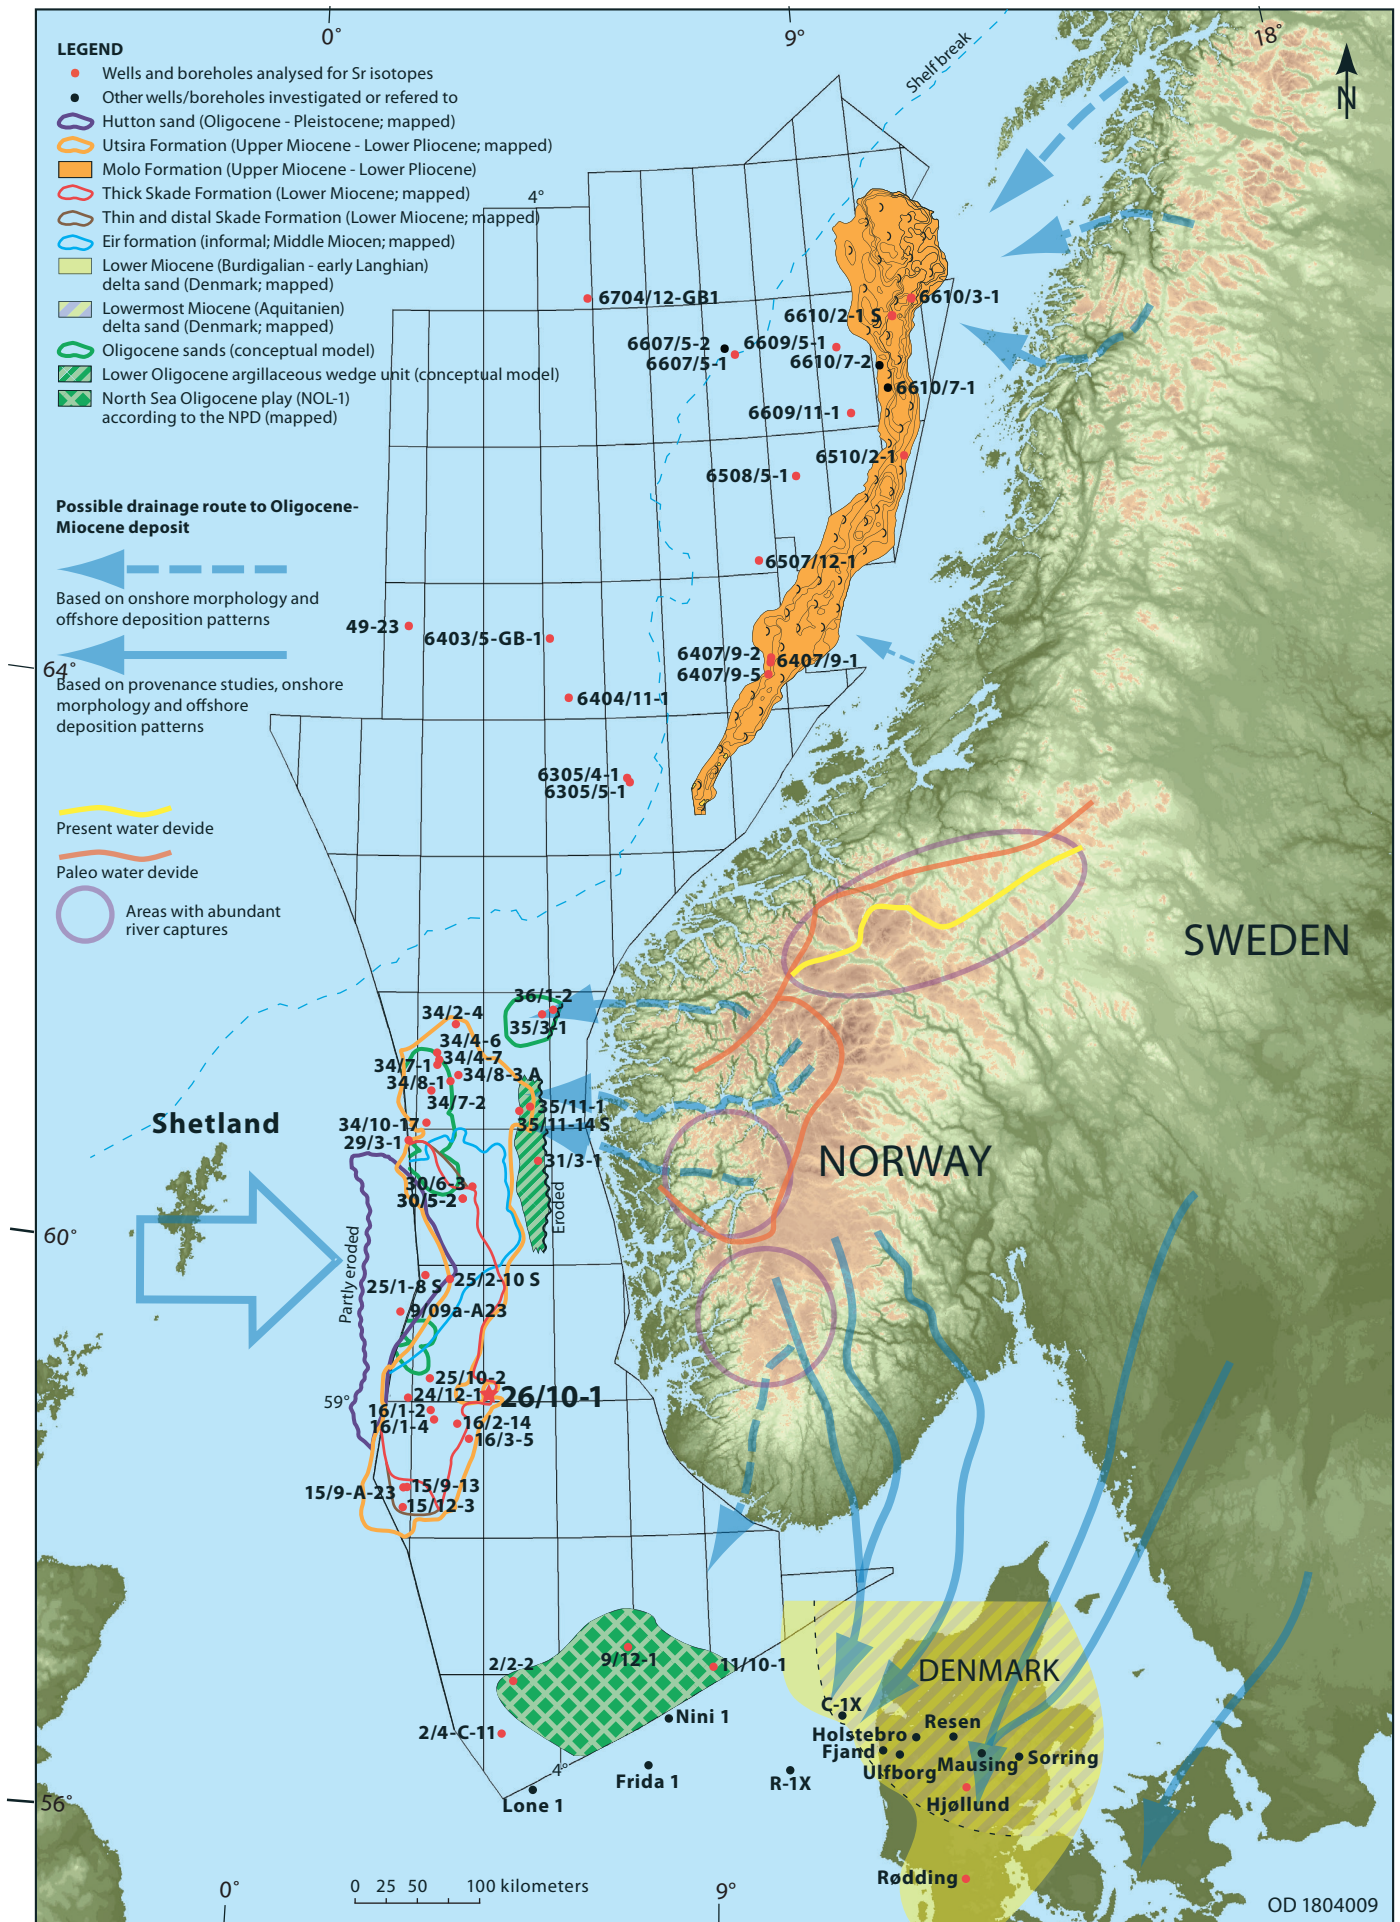 0°
9°
18°
N
Shelf break
LEGEND
Wells and boreholes analysed for Sr isotopes
Other wells/boreholes investigated or refered to
Hutton sand (Oligocene - Pleistocene; mapped)
Utsira Formation (Upper Miocene - Lower Pliocene; mapped)
Molo Formation (Upper Miocene - Lower Pliocene)
Thick Skade Formation (Lower Miocene; mapped)
Thin and distal Skade Formation (Lower Miocene; mapped)
Eir formation (informal; Middle Miocen; mapped)
Lower Miocene (Burdigalian - early Langhian)
delta sand (Denmark; mapped)
Lowermost Miocene (Aquitanien)
delta sand (Denmark; mapped)
Oligocene sands (conceptual model)
Lower Oligocene argillaceous wedge unit (conceptual model)
North Sea Oligocene play (NOL-1)
according to the NPD (mapped)
Possible drainage route to Oligocene-
Miocene deposit
Based on onshore morphology and
offshore deposition patterns
Based on provenance studies, onshore
morphology and offshore
deposition patterns
Present water devide
Paleo water devide
Areas with abundant
river captures
4°
6704/12-GB1
6610/3-1
6610/2-1 S
6607/5-2
6609/5-1
6607/5-1
6610/7-2
6610/7-1
6609/11-1
6510/2-1
6508/5-1
6507/12-1
49-23
6403/5-GB-1
6407/9-2
6407/9-1
6407/9-5
64°
6404/11-1
6305/4-1
6305/5-1
SWEDEN
36/1-2
35/3-1
34/2-4
34/4-6
34/4-7
34/7-1
34/8-3 A
34/8-1
34/7-2
35/11-1
35/11-14 S
34/10-17
29/3-1
31/3-1
Shetland
NORWAY
30/6-3
30/5-2
Eroded
60°
Partly eroded
25/1-8 S
25/2-10 S
9/09a-A23
25/10-2
24/12-1
26/10-1
59°
16/1-2
16/1-4
16/2-14
16/3-5
15/9-A-23
15/9-13
15/12-3
9/12-1
2/2-2
11/10-1
DENMARK
C-1X
Nini 1
2/4-C-11
Holstebro
Resen
Fjand
Ulfborg
Mausing
Sorring
4°
Frida 1
R-1X
Lone 1
Hjøllund
56°
Rødding
0°
0 25 50 100 kilometers
9°
OD 1804009